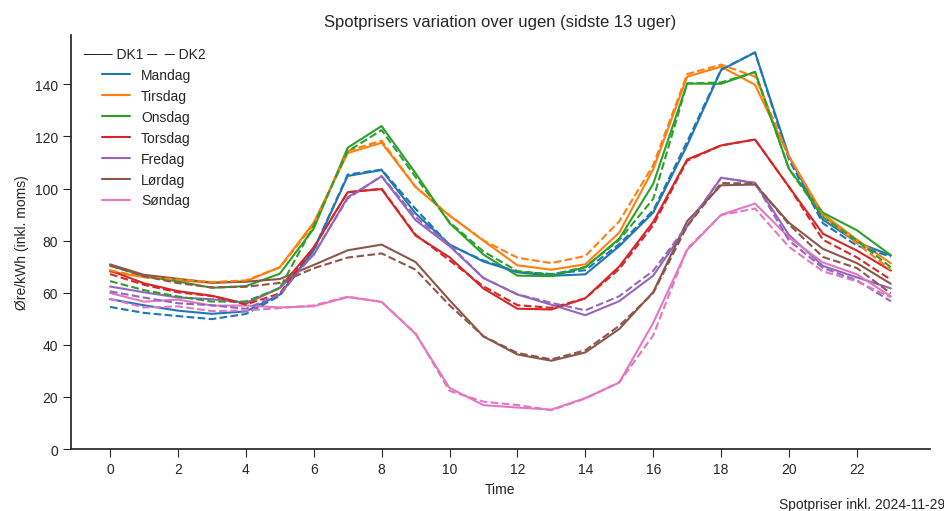 Spotprisers variation over ugen (sidste 13 uger)
DK1 DK2
Mandag
Tirsdag
Onsdag
Torsdag
Fredag
Lørdag
Søndag
Øre/kWh (inkl. moms)
140
120
100
80
60
40
20
0
0 2 4 6 8 10 12 14 16 18 20 22
Time
Spotpriser inkl. 2024-11-29